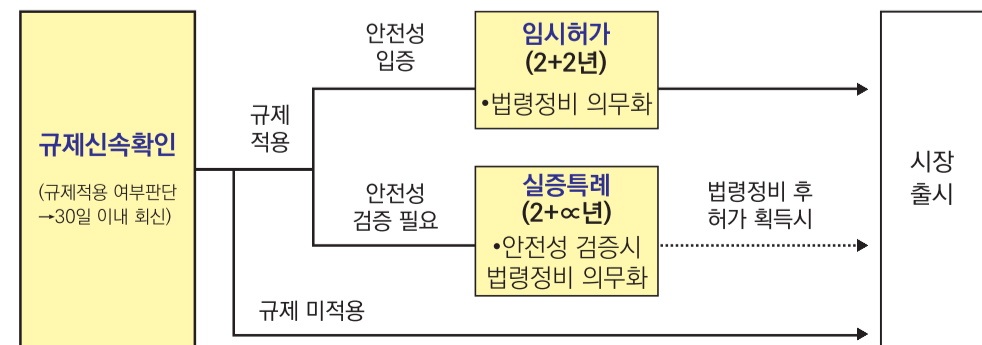 규제신속확인
(규제적용 여부판단
→30일 이내 회신)
규제
적용
안전성
입증
임시허가
(2+2년)
•법령정비 의무화
안전성
검증 필요
실증특례
(2+∝년)
•안전성 검증시
법령정비 의무화
법령정비 후
허가 획득시
규제 미적용
시장
출시